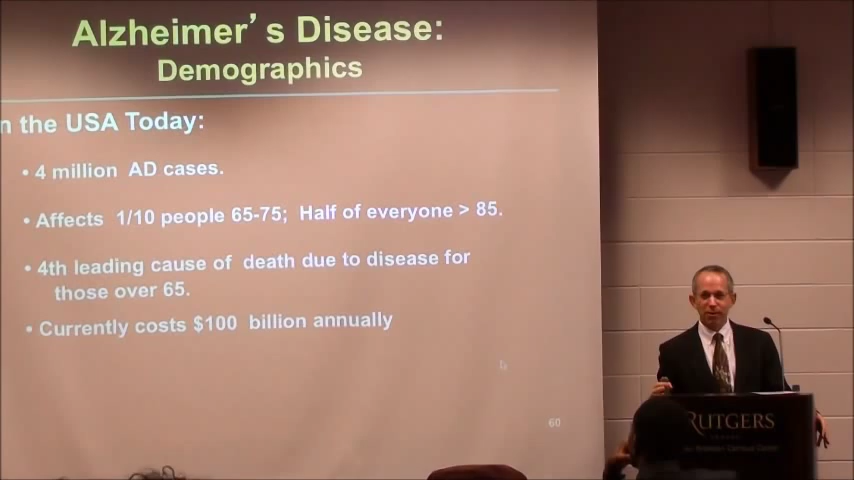 Alzheimer's Disease:
Demographics
n the USA Today:
• 4 million AD cases.
• Affects 1/10 people 65-75; Half of everyone > 85.
• 4th leading cause of death due to disease for
those over 65.
• Currently costs $100 billion annually
60
RUTGERS
Campus Center